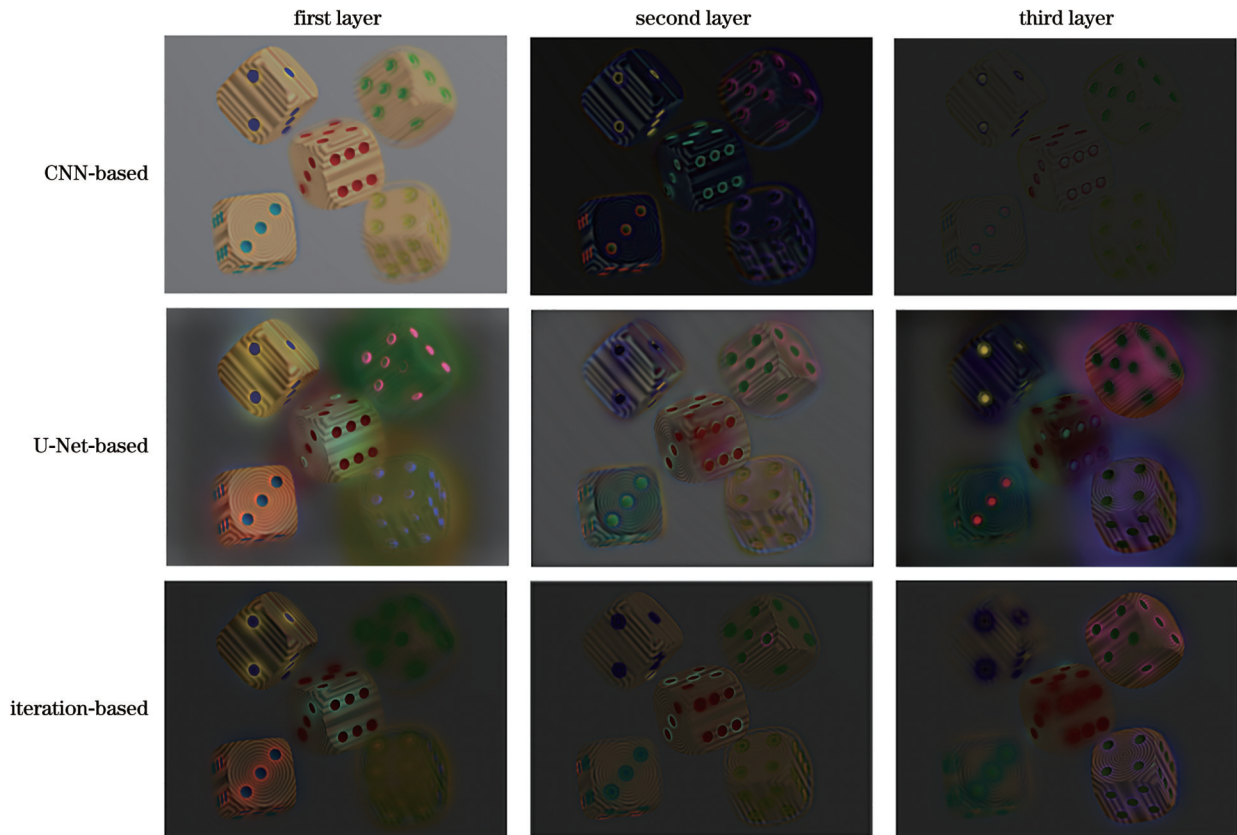 first layer
second layer
third layer
CNN-based
U-Net-based
iteration-based